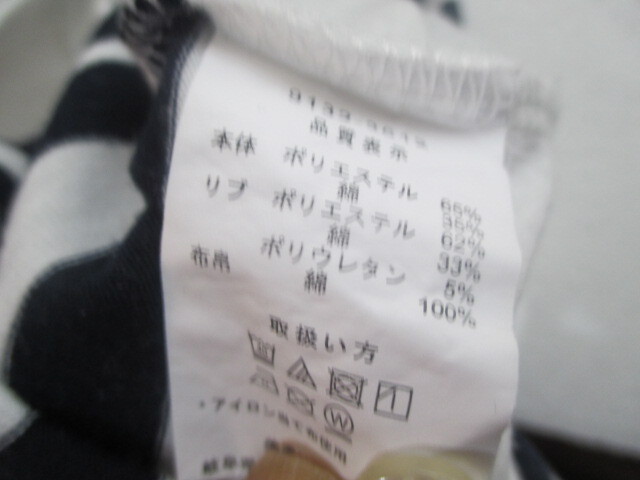 品質表示
本体 ポリエステル 65%
綿 35%
リブ ポリエステル 62%
綿 33%
ポリウレタン 5%
布帛 綿 100%
取扱い方
・アイロン当て布使用